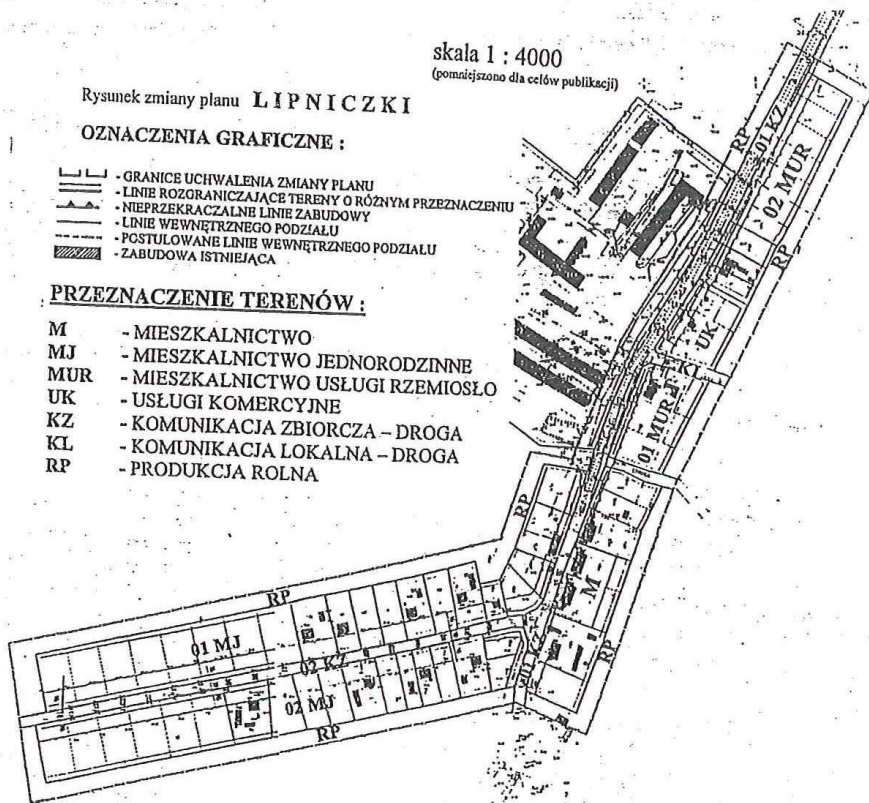 skala 1 : 4000
(pomniejszono dla celów publikacji)
Rysunek zmiany planu LIPNICZKI
OZNACZENIA GRAFICZNE :
- GRANICE UCHWALENIA ZMIANY PLANU
- LINIE ROZGRANICZAJĄCE TERENY O RÓŻNYM PRZEZNACZENIU
- NIEPRZEKRACZALNE LINIE ZABUDOWY
- LINIE WEWNĘTRZNEGO PODZIAŁU
- POSTULOWANE LINIE WEWNĘTRZNEGO PODZIAŁU
- ZABUDOWA ISTNIEJĄCA
PRZEZNACZENIE TERENÓW :
M - MIESZKALNICTWO
MJ - MIESZKALNICTWO JEDNORODZINNE
MUR - MIESZKALNICTWO USŁUGI RZEMIOSŁO
UK - USŁUGI KOMERCYJNE
KZ - KOMUNIKACJA ZBIORCZA – DROGA
KL - KOMUNIKACJA LOKALNA – DROGA
RP - PRODUKCJA ROLNA
RP
01 KZ
02 MUR
RP
UK
KL
01 MUR
RP
M
RP
RP
01 MJ
02 KZ
01 KZ
02 MJ
RP